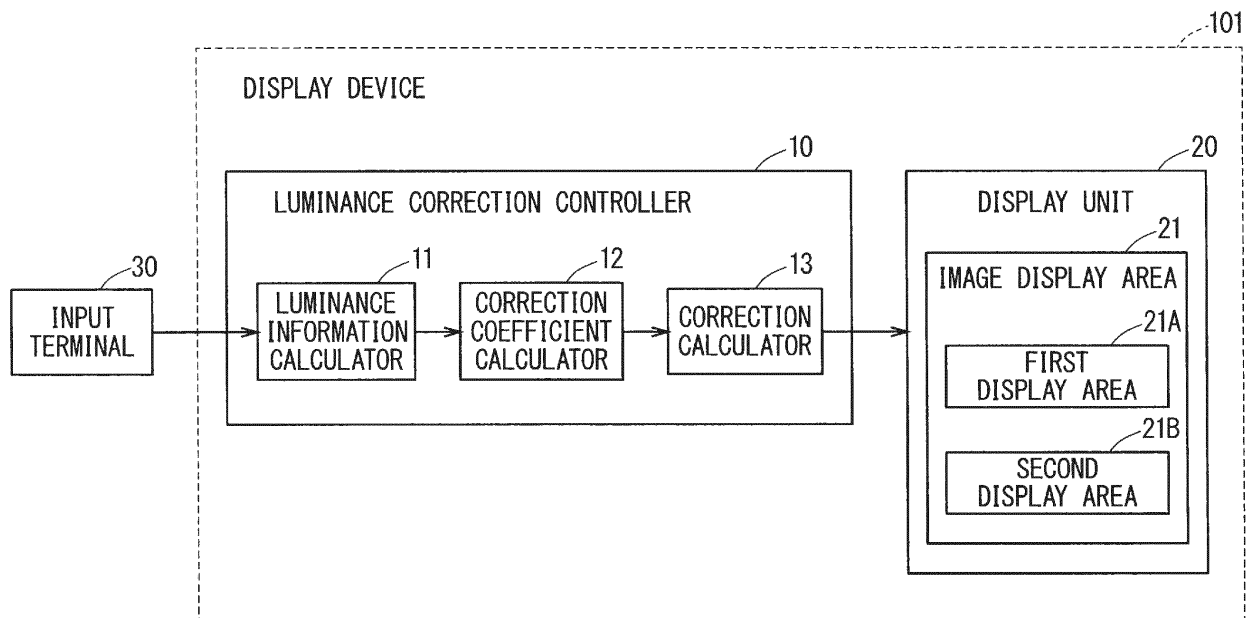 101
DISPLAY DEVICE
10
20
LUMINANCE CORRECTION CONTROLLER
DISPLAY UNIT
30
11
12
13
21
INPUT
TERMINAL
LUMINANCE
INFORMATION
CALCULATOR
CORRECTION
COEFFICIENT
CALCULATOR
CORRECTION
CALCULATOR
IMAGE DISPLAY AREA
21A
FIRST
DISPLAY AREA
21B
SECOND
DISPLAY AREA